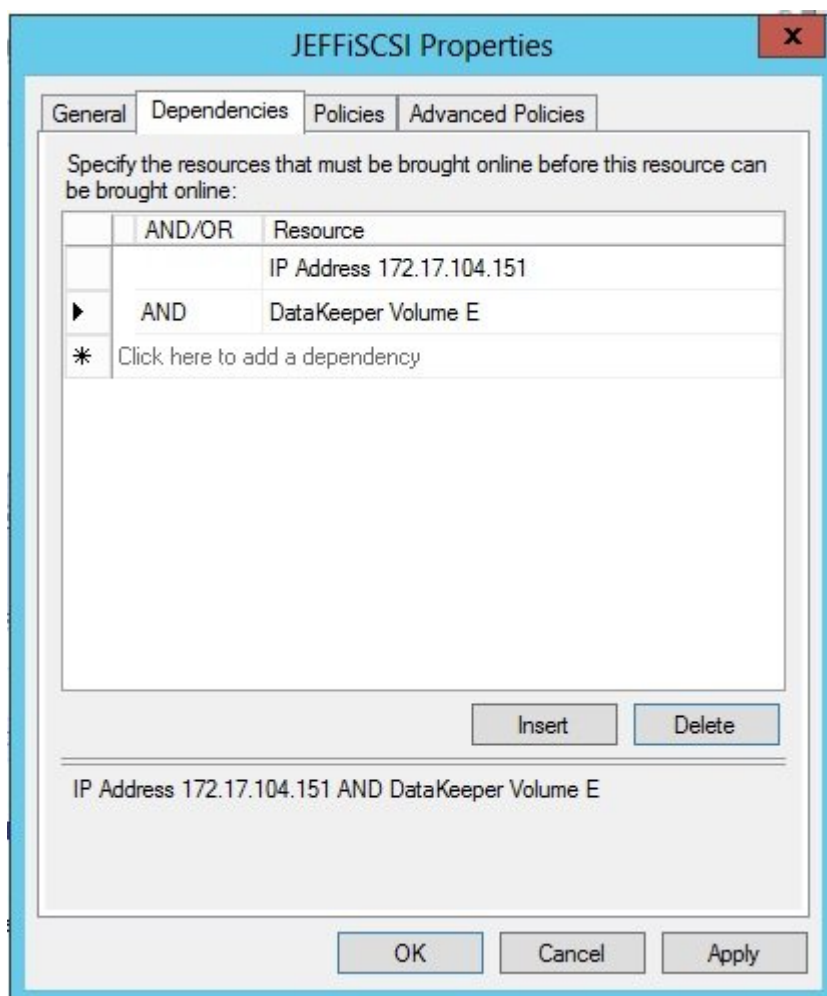 JEFFiSCSI Properties
x
General Dependencies Policies Advanced Policies
Specify the resources that must be brought online before this resource can
be brought online:
AND/OR Resource
IP Address 172.17.104.151
AND DataKeeper Volume E
* Click here to add a dependency
Insert Delete
IP Address 172.17.104.151 AND DataKeeper Volume E
OK Cancel Apply